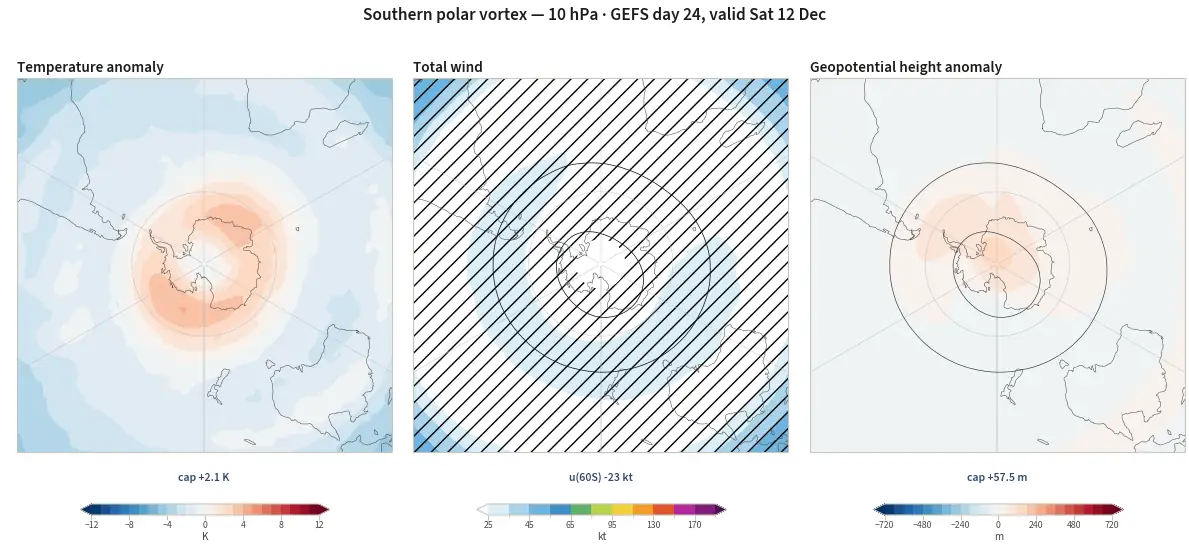 Southern polar vortex — 10 hPa · GEFS day 24, valid Sat 12 Dec
Temperature anomaly
Total wind
Geopotential height anomaly
cap +2.1 K
u(60S) -23 kt
cap +57.5 m
−12 −8 −4 0 4 8 12
K
25 45 65 95 130 170
kt
−720 −480 −240 0 240 480 720
m